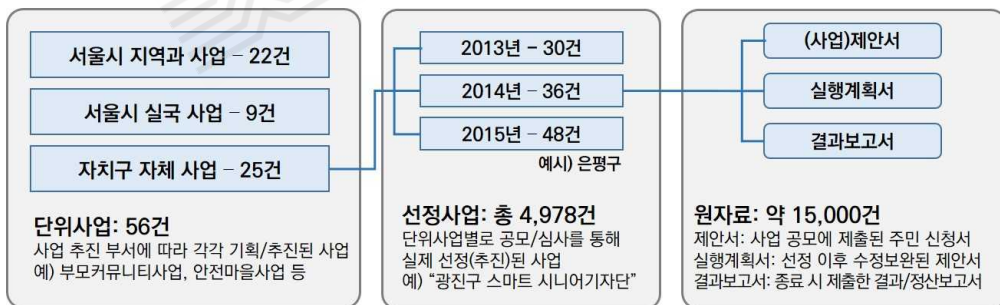 서울시 지역과 사업 – 22건
서울시 실국 사업 – 9건
자치구 자체 사업 – 25건
단위사업: 56건
사업 추진 부서에 따라 각각 기획/추진된 사업
예) 부모커뮤니티사업, 안전마을사업 등
2013년 – 30건
2014년 – 36건
2015년 – 48건
예시) 은평구
선정사업: 총 4,978건
단위사업별로 공모/심사를 통해
실제 선정(추진)된 사업
예) “광진구 스마트 시니어기자단”
(사업)제안서
실행계획서
결과보고서
원자료: 약 15,000건
제안서: 사업 공모에 제출된 주민 신청서
실행계획서: 선정 이후 수정보완된 제안서
결과보고서: 종료 시 제출한 결과/정산보고서